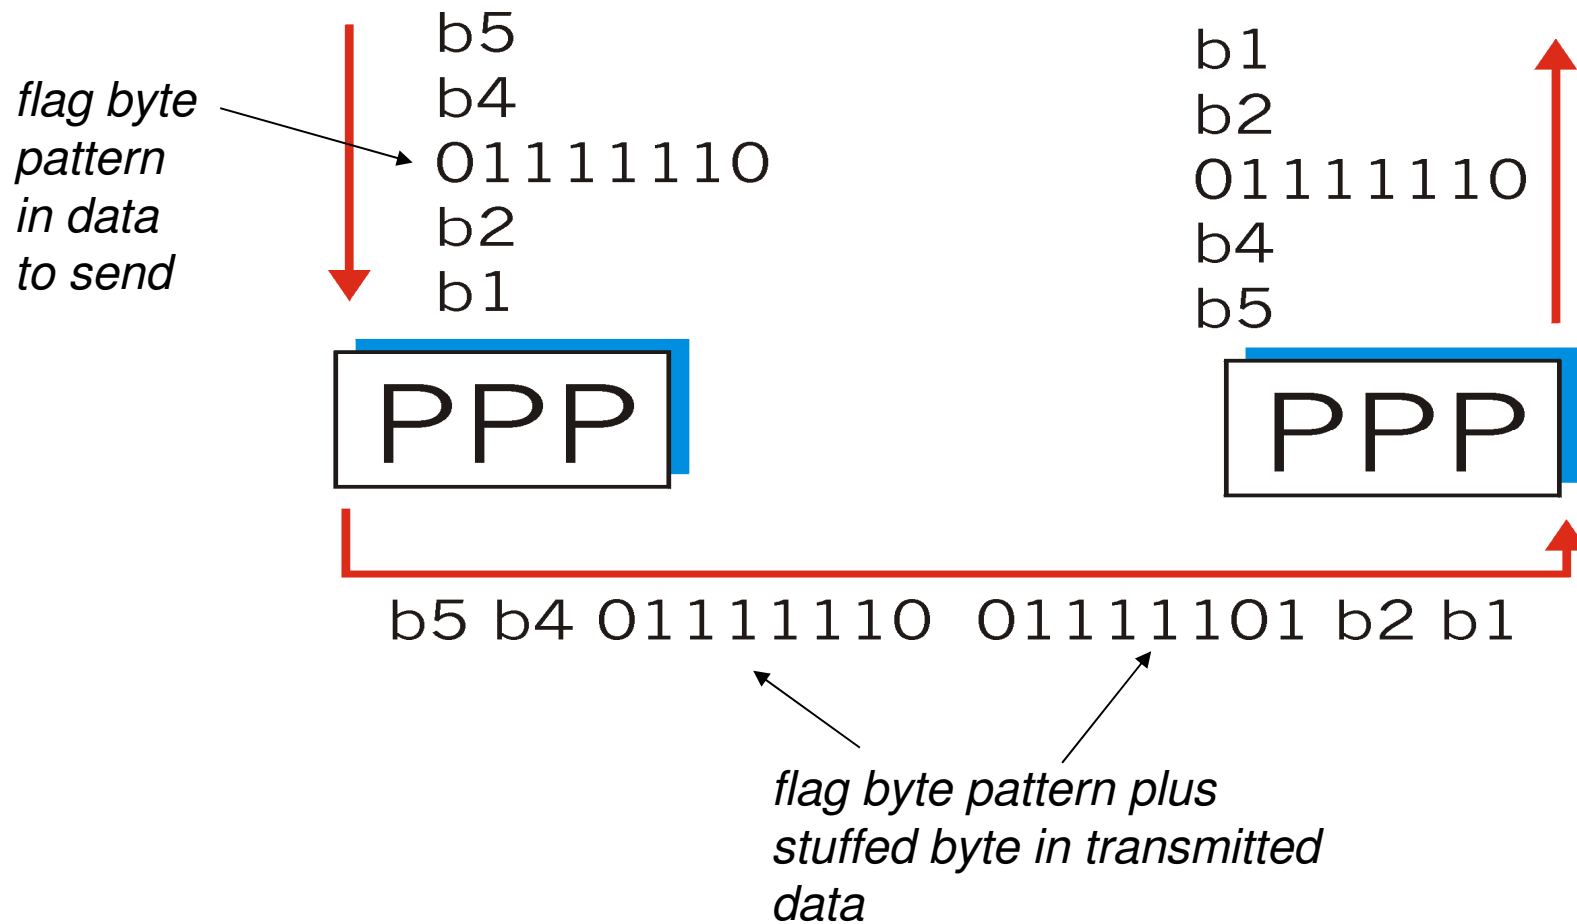 flag byte
pattern
in data
to send
b5
b4
01111110
b2
b1
PPP
b1
b2
01111110
b4
b5
PPP
b5 b4 01111110 01111101 b2 b1
flag byte pattern plus
stuffed byte in transmitted
data